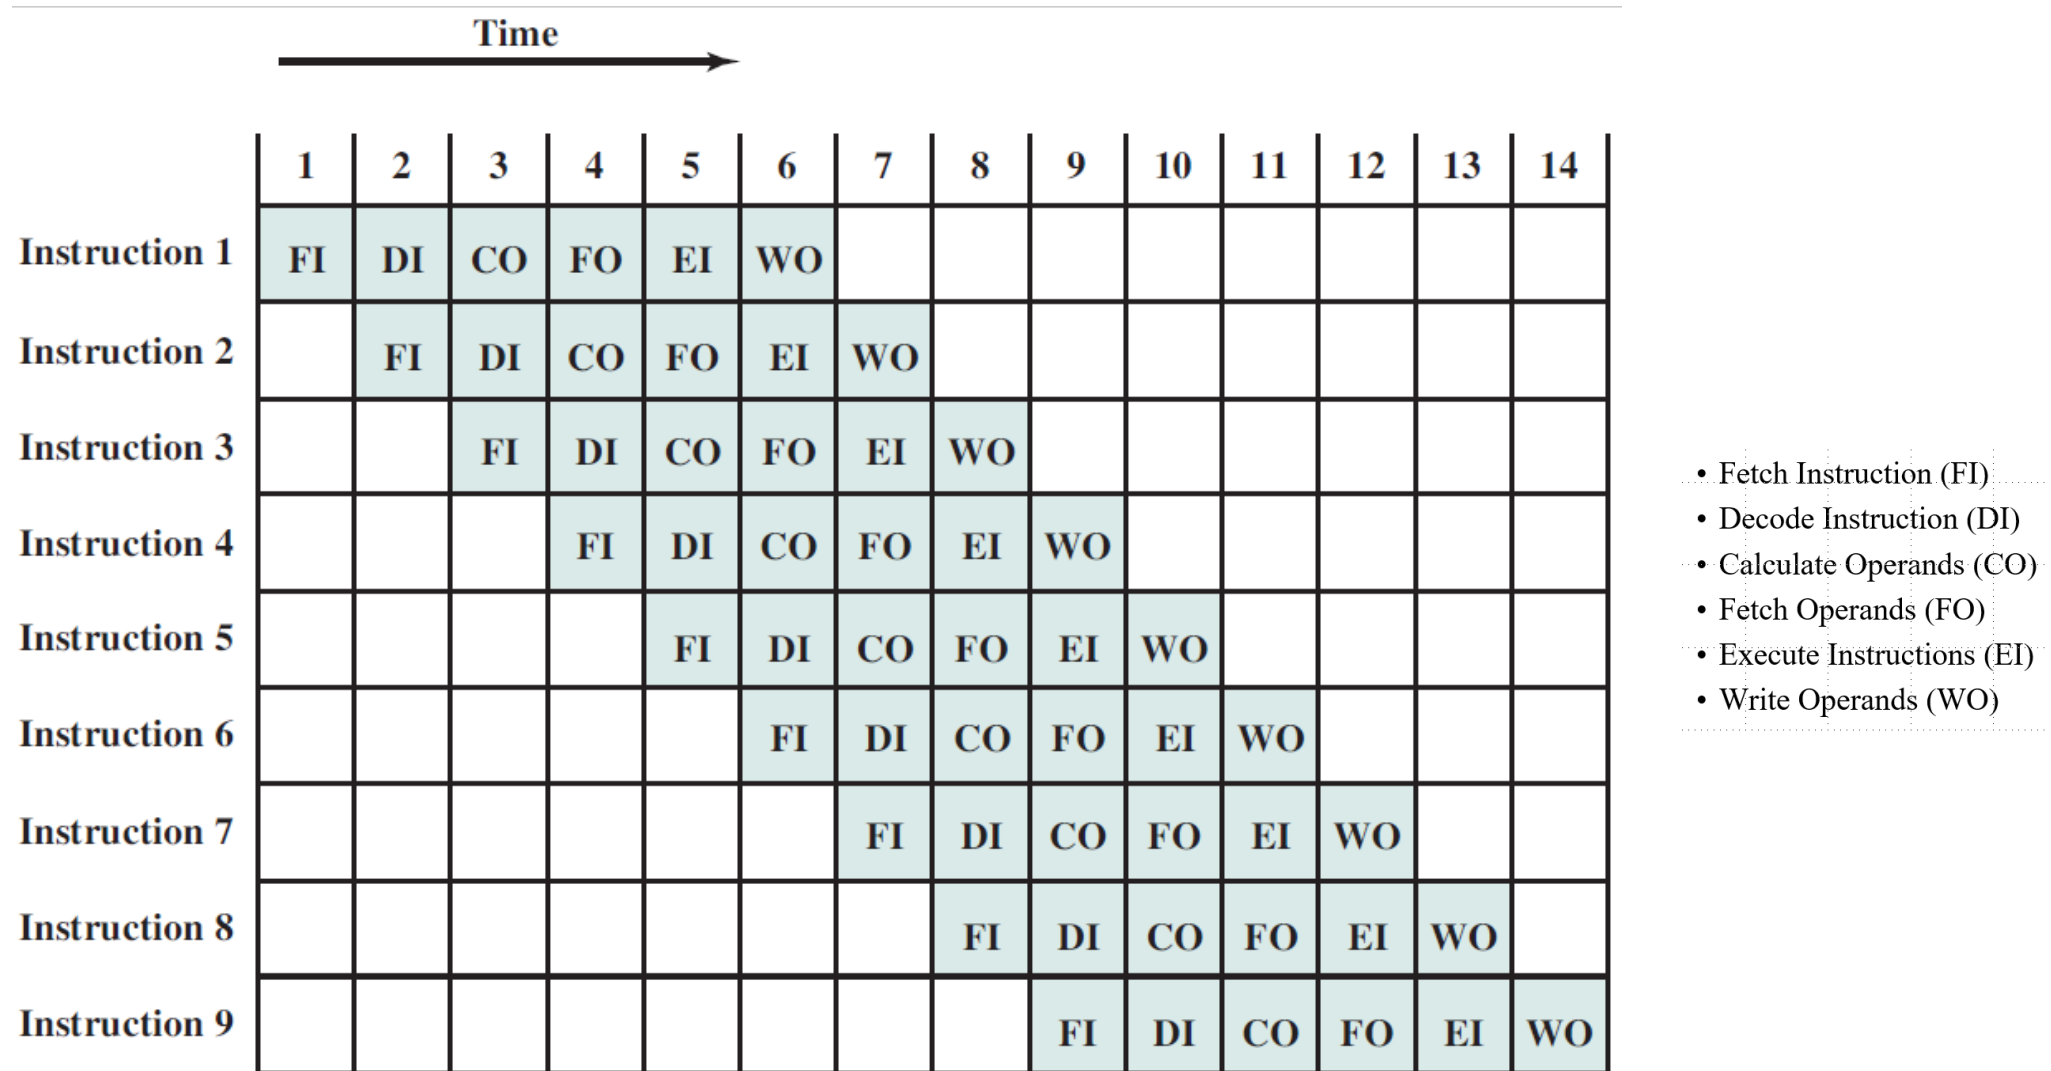 Time
1 2 3 4 5 6 7 8 9 10 11 12 13 14
Instruction 1 FI DI CO FO EI WO
Instruction 2 FI DI CO FO EI WO
Instruction 3 FI DI CO FO EI WO
Instruction 4 FI DI CO FO EI WO
Instruction 5 FI DI CO FO EI WO
Instruction 6 FI DI CO FO EI WO
Instruction 7 FI DI CO FO EI WO
Instruction 8 FI DI CO FO EI WO
Instruction 9 FI DI CO FO EI WO
• Fetch Instruction (FI)
• Decode Instruction (DI)
• Calculate Operands (CO)
• Fetch Operands (FO)
• Execute Instructions (EI)
• Write Operands (WO)